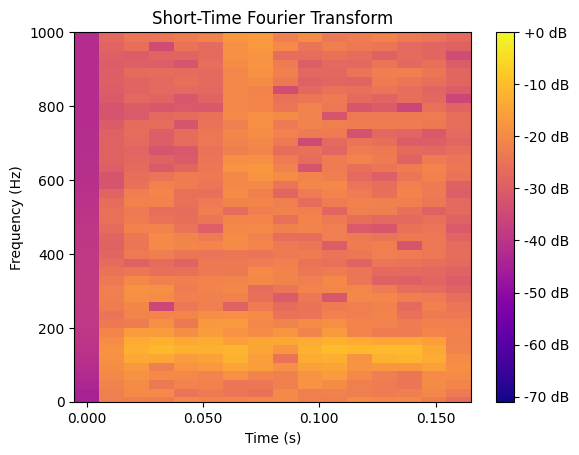 Short-Time Fourier Transform
Frequency (Hz)
1000
800
600
400
200
0
0.000
0.050
0.100
0.150
Time (s)
+0 dB
-10 dB
-20 dB
-30 dB
-40 dB
-50 dB
-60 dB
-70 dB